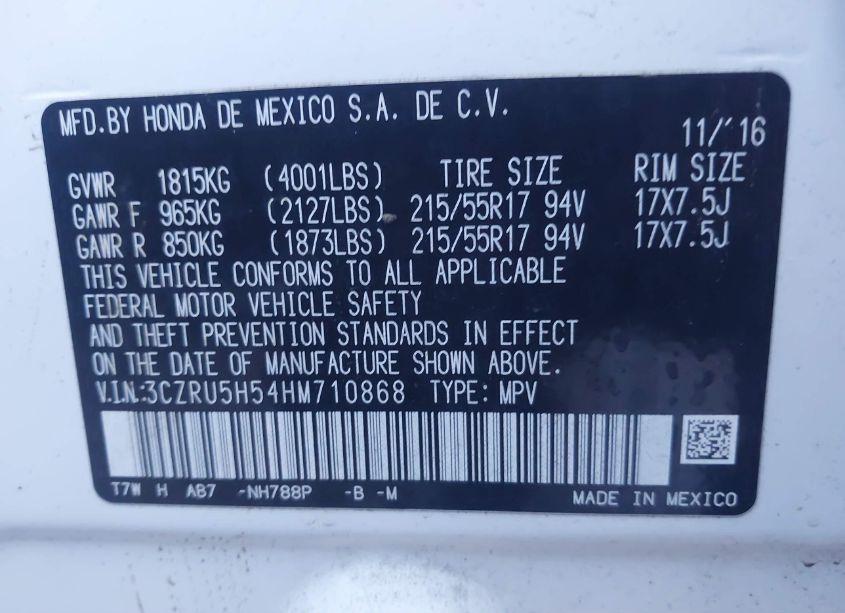 MFD.BY HONDA DE MEXICO S.A. DE C.V.
11/'16
GVWR 1815KG (4001LBS) TIRE SIZE RIM SIZE
GAWR F 965KG (2127LBS) 215/55R17 94V 17X7.5J
GAWR R 850KG (1873LBS) 215/55R17 94V 17X7.5J
THIS VEHICLE CONFORMS TO ALL APPLICABLE
FEDERAL MOTOR VEHICLE SAFETY
AND THEFT PREVENTION STANDARDS IN EFFECT
ON THE DATE OF MANUFACTURE SHOWN ABOVE.
V.I.N.:3CZRU5H54HM710868 TYPE: MPV
T7W H AB7 -NH788P -B -M
MADE IN MEXICO